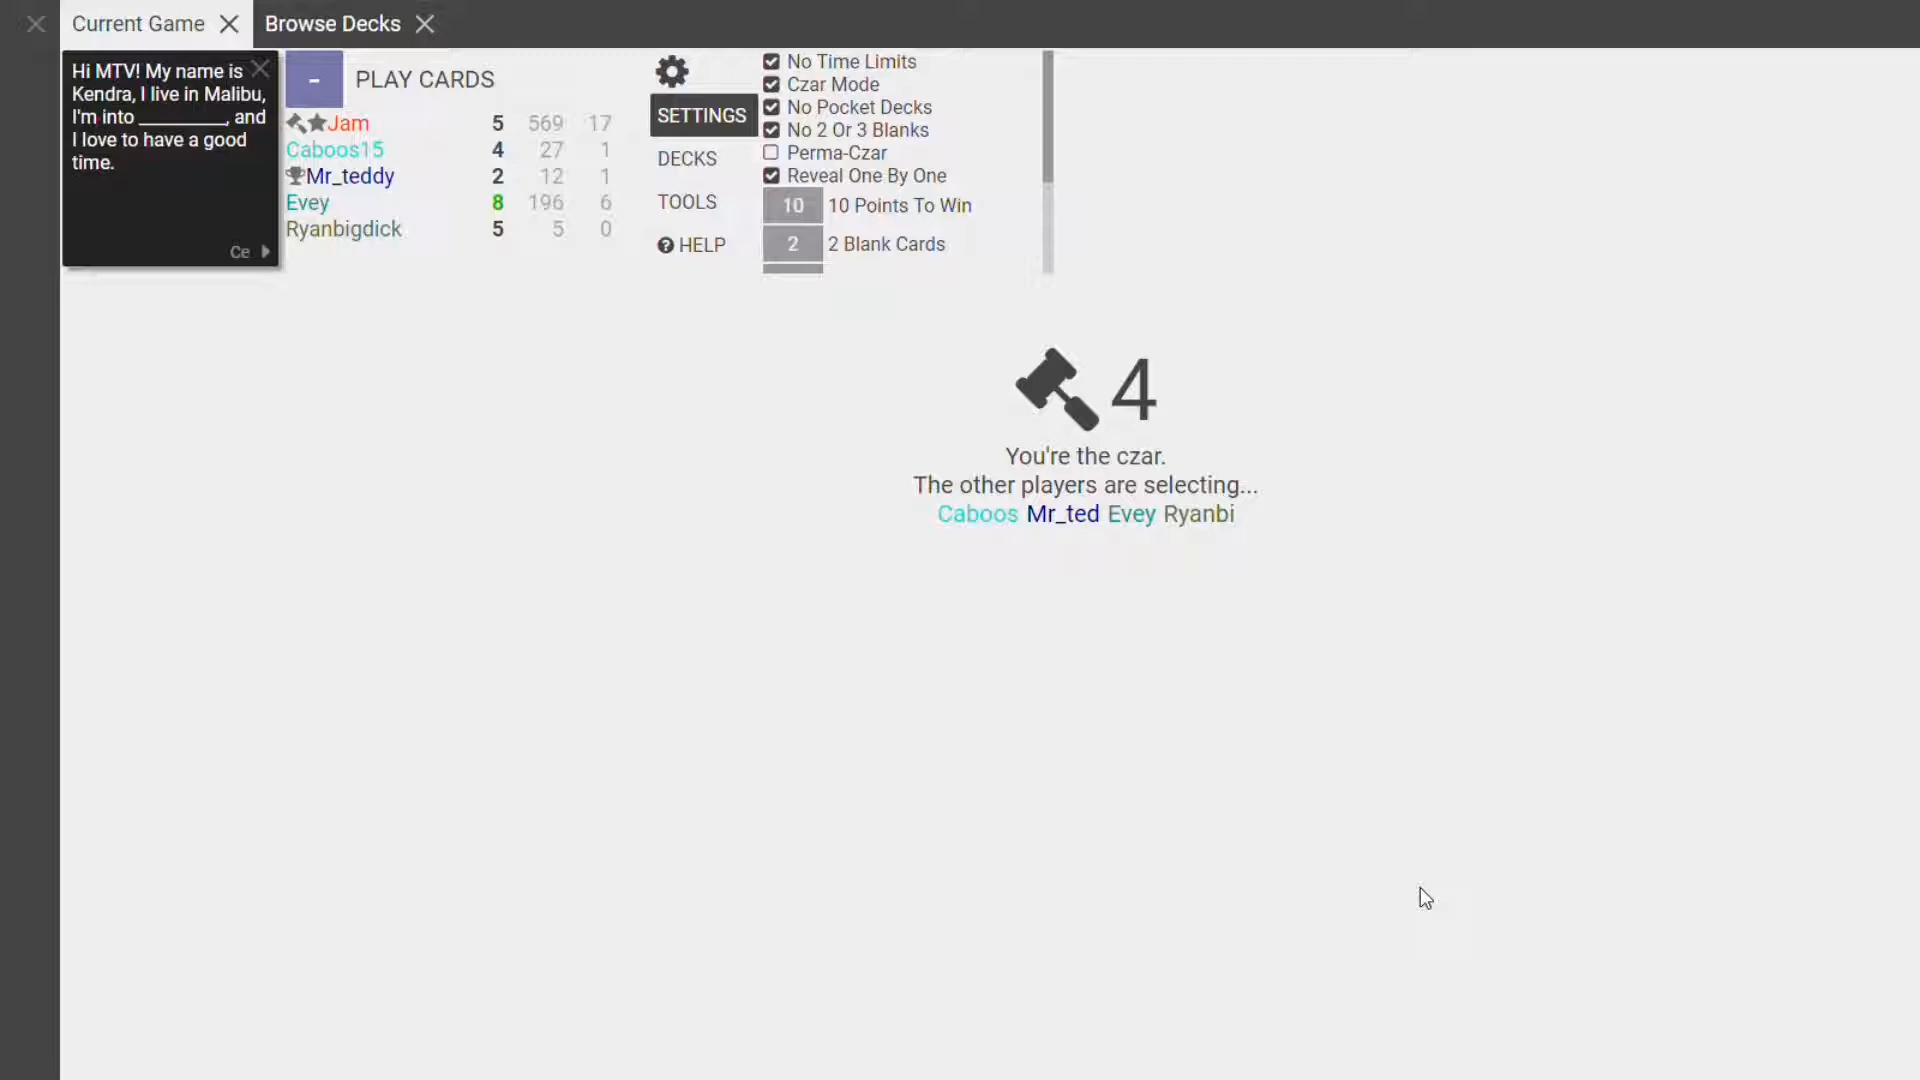 Current Game
Browse Decks
Hi MTV! My name is
Kendra, I live in Malibu,
I'm into __________, and
I love to have a good
time.
Ce
-
PLAY CARDS
Jam 5 569 17
Caboos15 4 27 1
Mr_teddy 2 12 1
Evey 8 196 6
Ryanbigdick 5 5 0
SETTINGS
DECKS
TOOLS
HELP
No Time Limits
Czar Mode
No Pocket Decks
No 2 Or 3 Blanks
Perma-Czar
Reveal One By One
10 10 Points To Win
2 2 Blank Cards
4
You're the czar.
The other players are selecting...
Caboos Mr_ted Evey Ryanbi